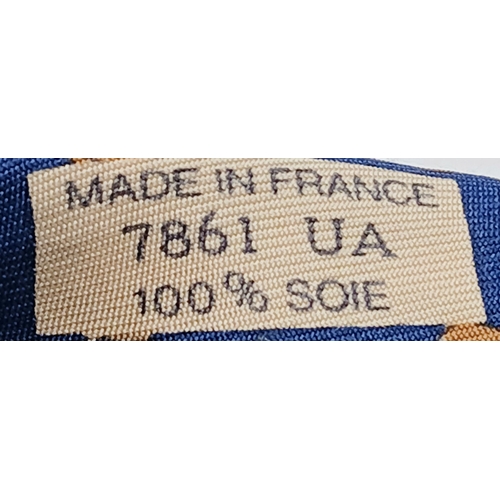 MADE IN FRANCE
7861 UA
100% SOIE